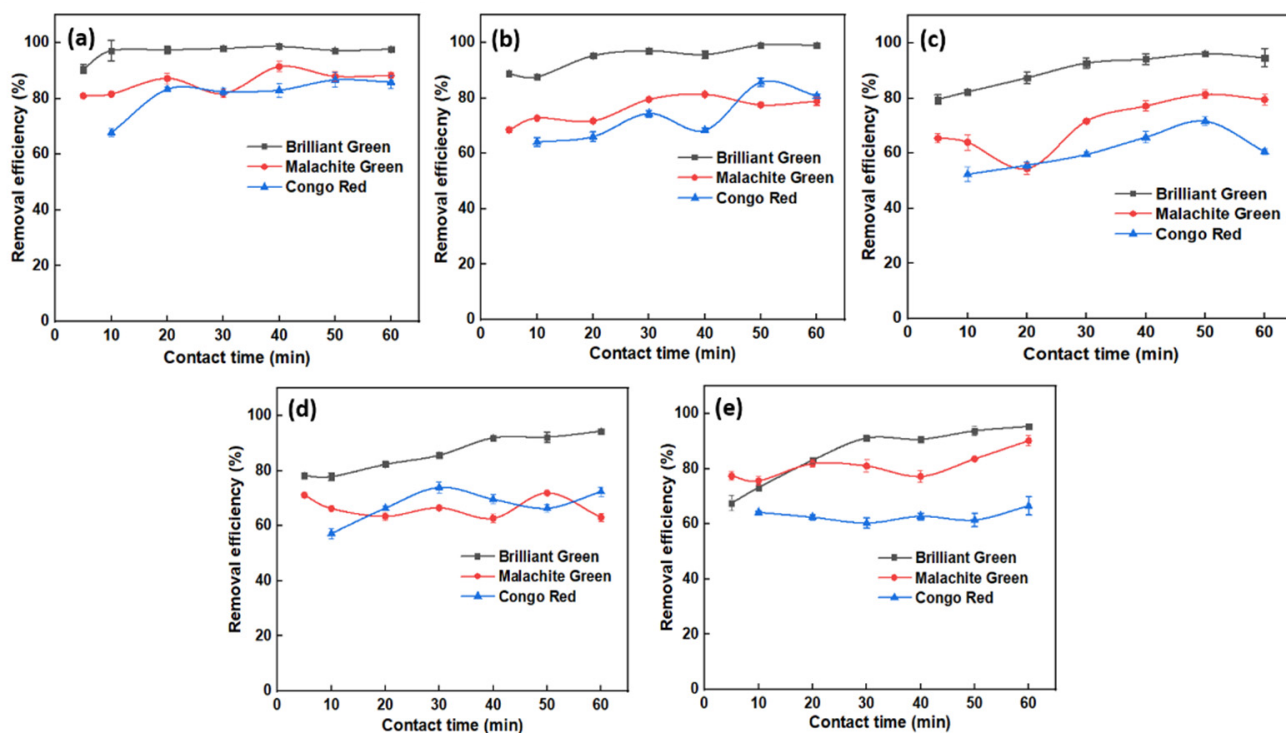 (a)
Removal efficiency (%)
100
80
60
40
20
0
Brilliant Green
Malachite Green
Congo Red
0 10 20 30 40 50 60
Contact time (min)
(b)
Removal efficiecny (%)
100
80
60
40
20
0
Brilliant Green
Malachite Green
Congo Red
0 10 20 30 40 50 60
Contact time (min)
(c)
Removal efficiency (%)
100
80
60
40
20
0
Brilliant Green
Malachite Green
Congo Red
0 10 20 30 40 50 60
Contact time (min)
(d)
Removal efficiency (%)
100
80
60
40
20
0
Brilliant Green
Malachite Green
Congo Red
0 10 20 30 40 50 60
Contact time (min)
(e)
Removal efficiency (%)
100
80
60
40
20
0
Brilliant Green
Malachite Green
Congo Red
0 10 20 30 40 50 60
Contact time (min)